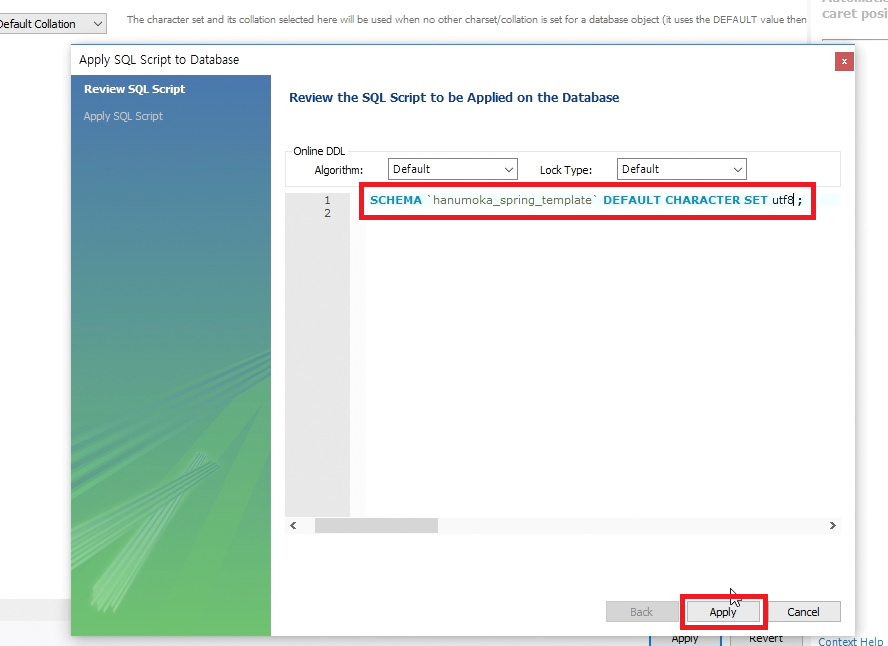 Default Collation
The character set and its collation selected here will be used when no other charset/collation is set for a database object (it uses the DEFAULT value then
caret posi
Apply SQL Script to Database
x
Review SQL Script
Apply SQL Script
Review the SQL Script to be Applied on the Database
Online DDL
Algorithm:
Default
Lock Type:
Default
1
SCHEMA `hanumoka_spring_template` DEFAULT CHARACTER SET utf8 ;
2
Back
Apply
Cancel
Apply
Revert
Context Help